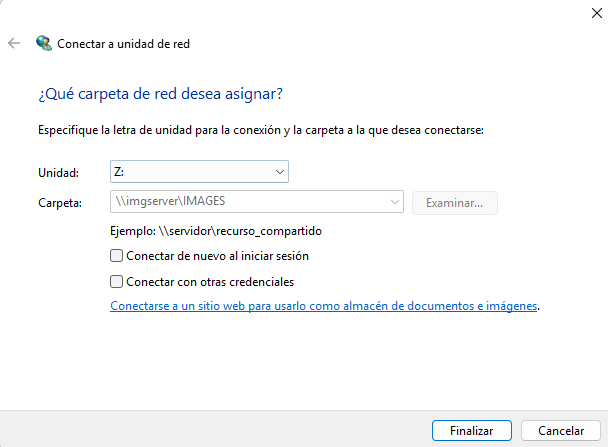 Conectar a unidad de red
¿Qué carpeta de red desea asignar?
Especifique la letra de unidad para la conexión y la carpeta a la que desea conectarse:
Unidad: Z:
Carpeta: \\imgserver\IMAGES Examinar...
Ejemplo: \\servidor\recurso_compartido
Conectar de nuevo al iniciar sesión
Conectar con otras credenciales
Conectarse a un sitio web para usarlo como almacén de documentos e imágenes.
Finalizar Cancelar